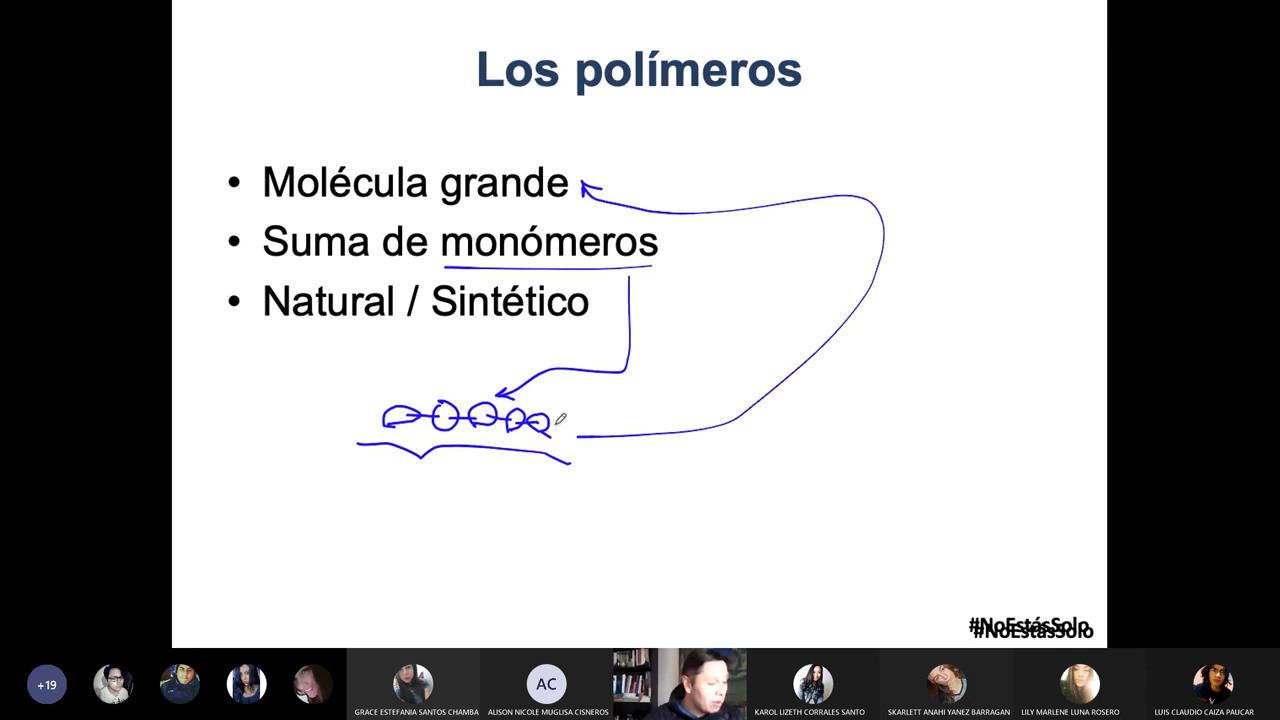 Los polímeros
• Molécula grande
• Suma de monómeros
• Natural / Sintético
#NoEstásSolo
#NoEstásSolo
+19
GRACE ESTEFANIA SANTOS CHAMBA
AC
ALISON NICOLE MUGLISA CISNEROS
KAROL LIZETH CORRALES SANTO
SKARLETT ANAHI YANEZ BARRAGAN
LILY MARLENE LUNA ROSERO
LUIS CLAUDIO CAIZA PAUCAR